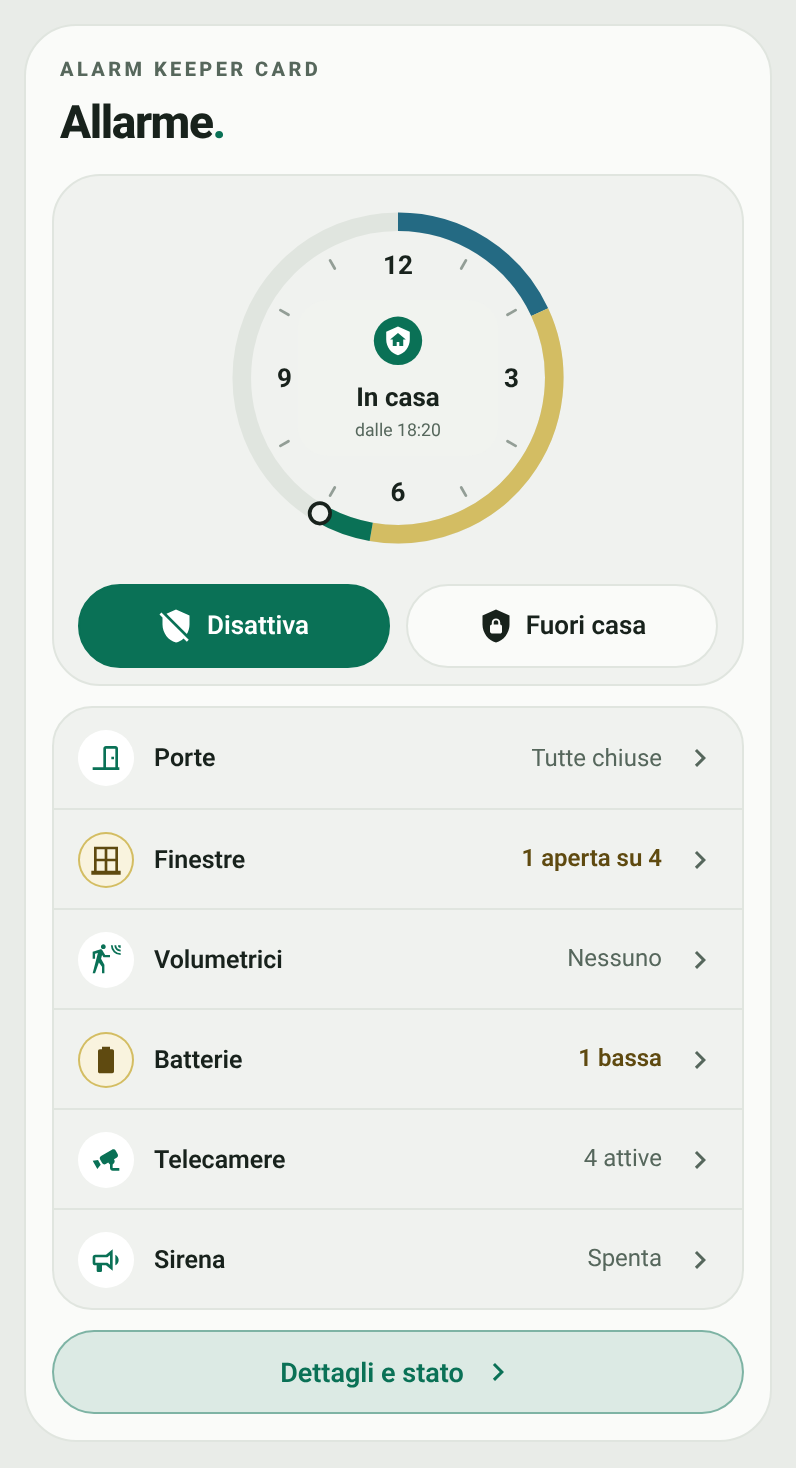 ALARM KEEPER CARD
Allarme.
12
9
3
In casa
dalle 18:20
6
Disattiva
Fuori casa
Porte
Tutte chiuse
Finestre
1 aperta su 4
Volumetrici
Nessuno
Batterie
1 bassa
Telecamere
4 attive
Sirena
Spenta
Dettagli e stato